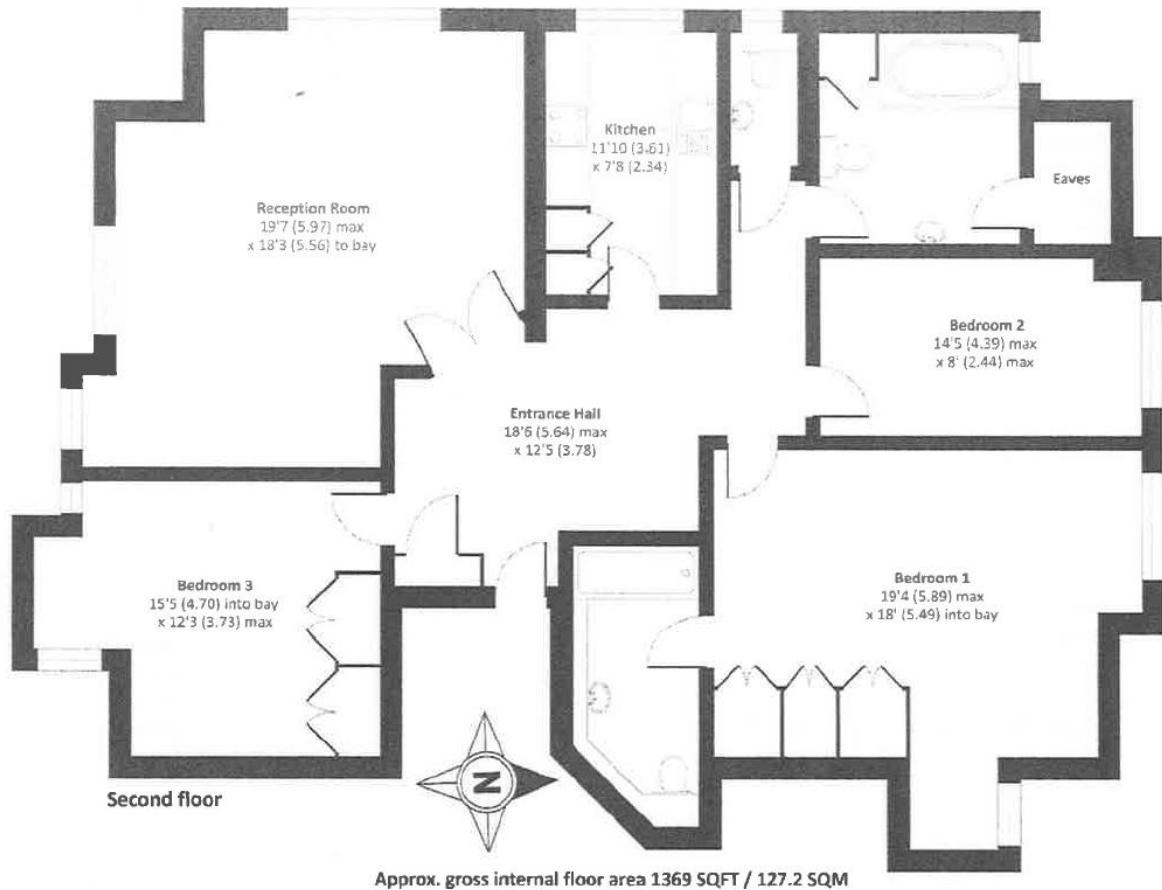 Kitchen
11'10 (3.61)
x 7'8 (2.34)
Eaves
Reception Room
19'7 (5.97) max
x 18'3 (5.56) to bay
Bedroom 2
14'5 (4.39) max
x 8' (2.44) max
Entrance Hall
18'6 (5.64) max
x 12'5 (3.78)
Bedroom 3
15'5 (4.70) into bay
x 12'3 (3.73) max
Bedroom 1
19'4 (5.89) max
x 18' (5.49) into bay
N
Second floor
Approx. gross internal floor area 1369 SQFT / 127.2 SQM